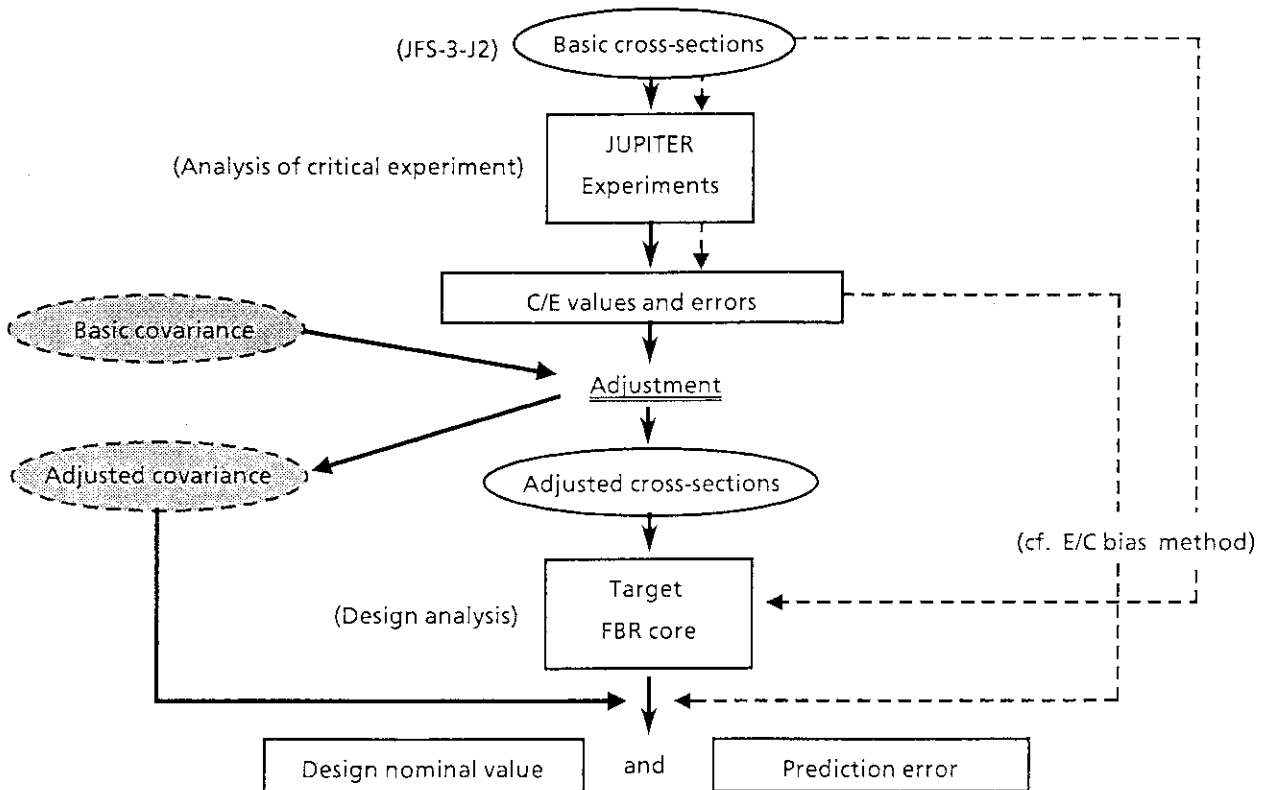 (JFS-3-J2)
Basic cross-sections
(Analysis of critical experiment)
JUPITER
Experiments
C/E values and errors
Basic covariance
Adjustment
Adjusted covariance
Adjusted cross-sections
(cf. E/C bias method)
(Design analysis)
Target
FBR core
Design nominal value and Prediction error